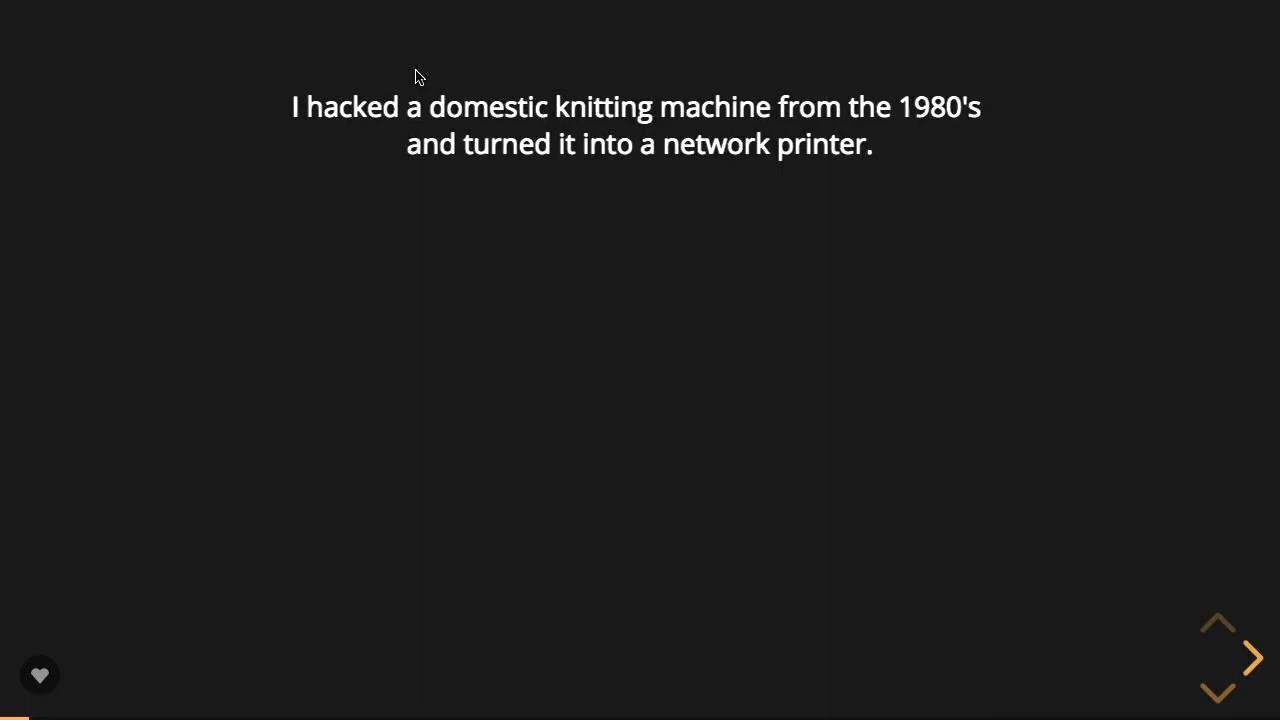 I hacked a domestic knitting machine from the 1980's
and turned it into a network printer.